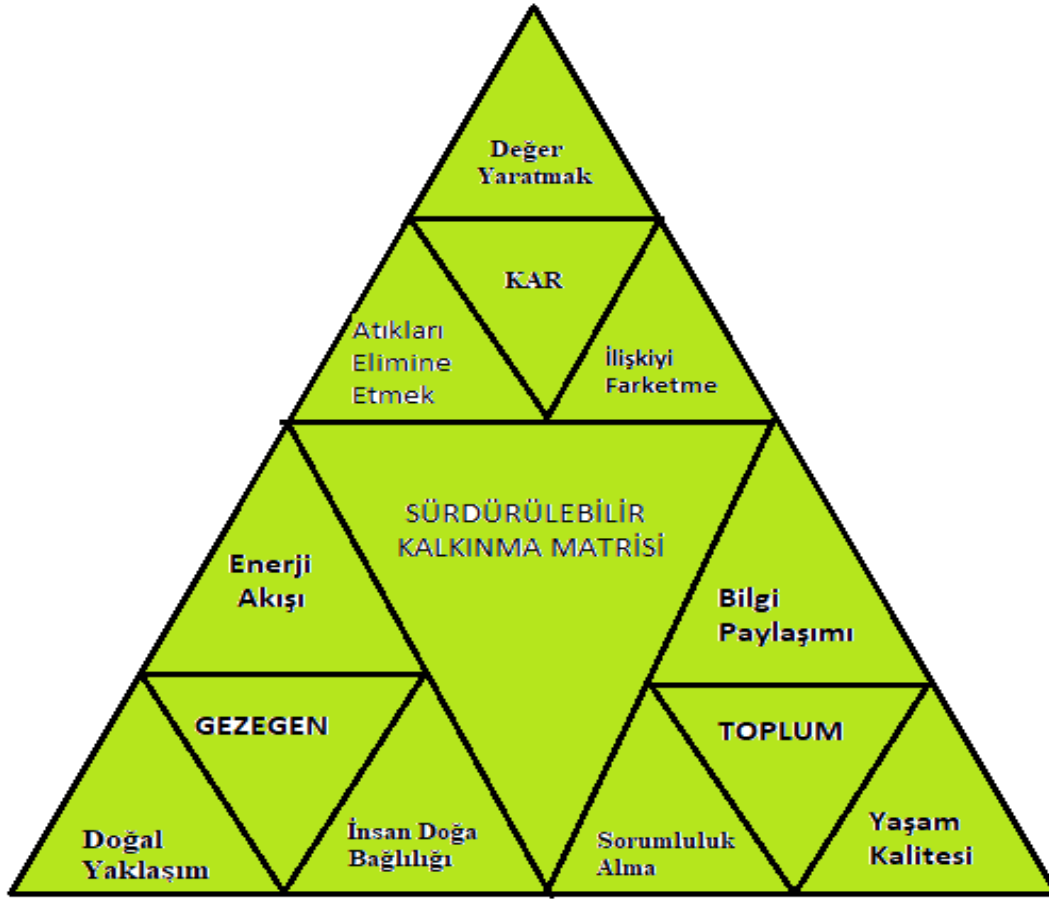 Değer
Yaratmak
KAR
Atıkları
Elimine
Etmek
İlişkiyi
Farketme
SÜRDÜRÜLEBİLİR
KALKINMA MATRİSİ
Enerji
Akışı
Bilgi
Paylaşımı
GEZEGEN
TOPLUM
Doğal
Yaklaşım
İnsan Doğa
Bağlılığı
Sorumluluk
Alma
Yaşam
Kalitesi